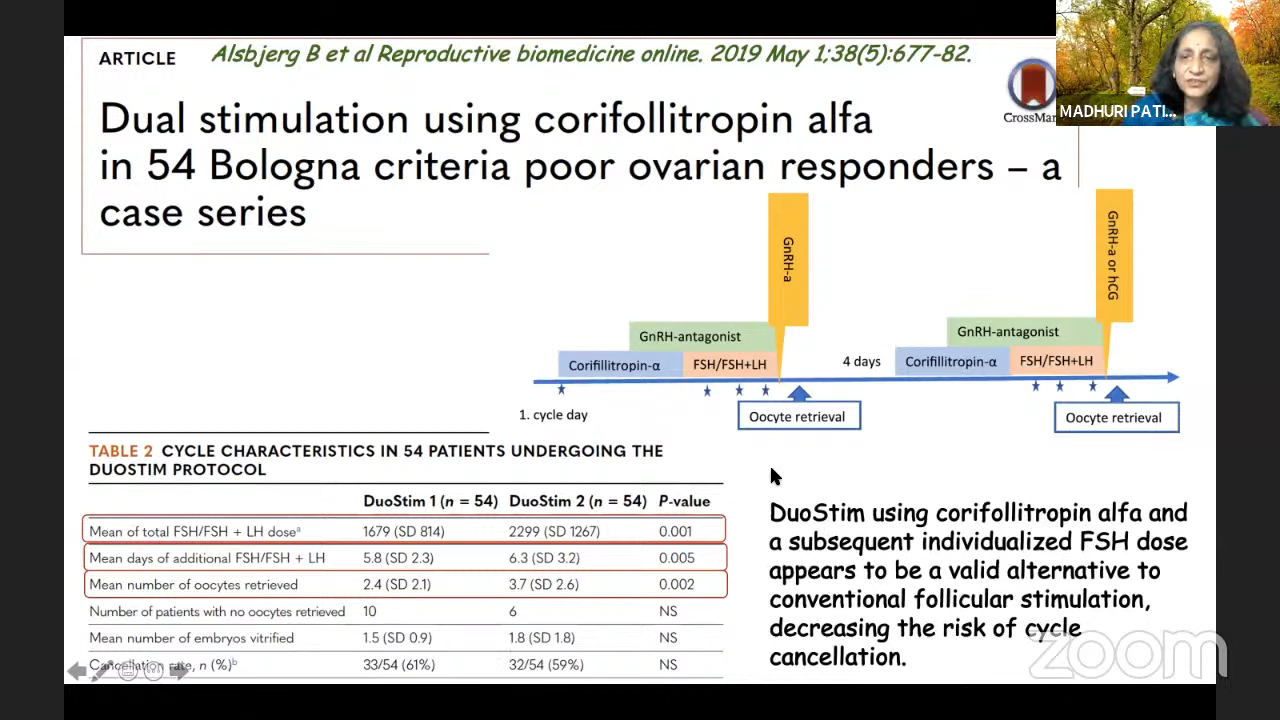 ARTICLE
Alsbjerg B et al Reproductive biomedicine online. 2019 May 1;38(5):677-82.
CrossMar
MADHURI PATI...
Dual stimulation using corifollitropin alfa
in 54 Bologna criteria poor ovarian responders – a
case series
GnRH-a
GnRH-a or hCG
GnRH-antagonist
GnRH-antagonist
Corifillitropin-α
FSH/FSH+LH
4 days
Corifillitropin-α
FSH/FSH+LH
1. cycle day
Oocyte retrieval
Oocyte retrieval
TABLE 2 CYCLE CHARACTERISTICS IN 54 PATIENTS UNDERGOING THE
DUOSTIM PROTOCOL
DuoStim 1 (n = 54) DuoStim 2 (n = 54) P-value
Mean of total FSH/FSH + LH doseᵃ 1679 (SD 814) 2299 (SD 1267) 0.001
Mean days of additional FSH/FSH + LH 5.8 (SD 2.3) 6.3 (SD 3.2) 0.005
Mean number of oocytes retrieved 2.4 (SD 2.1) 3.7 (SD 2.6) 0.002
Number of patients with no oocytes retrieved 10 6 NS
Mean number of embryos vitrified 1.5 (SD 0.9) 1.8 (SD 1.8) NS
Cancellation rate, n (%)ᵇ 33/54 (61%) 32/54 (59%) NS
DuoStim using corifollitropin alfa and
a subsequent individualized FSH dose
appears to be a valid alternative to
conventional follicular stimulation,
decreasing the risk of cycle
cancellation.
zoom